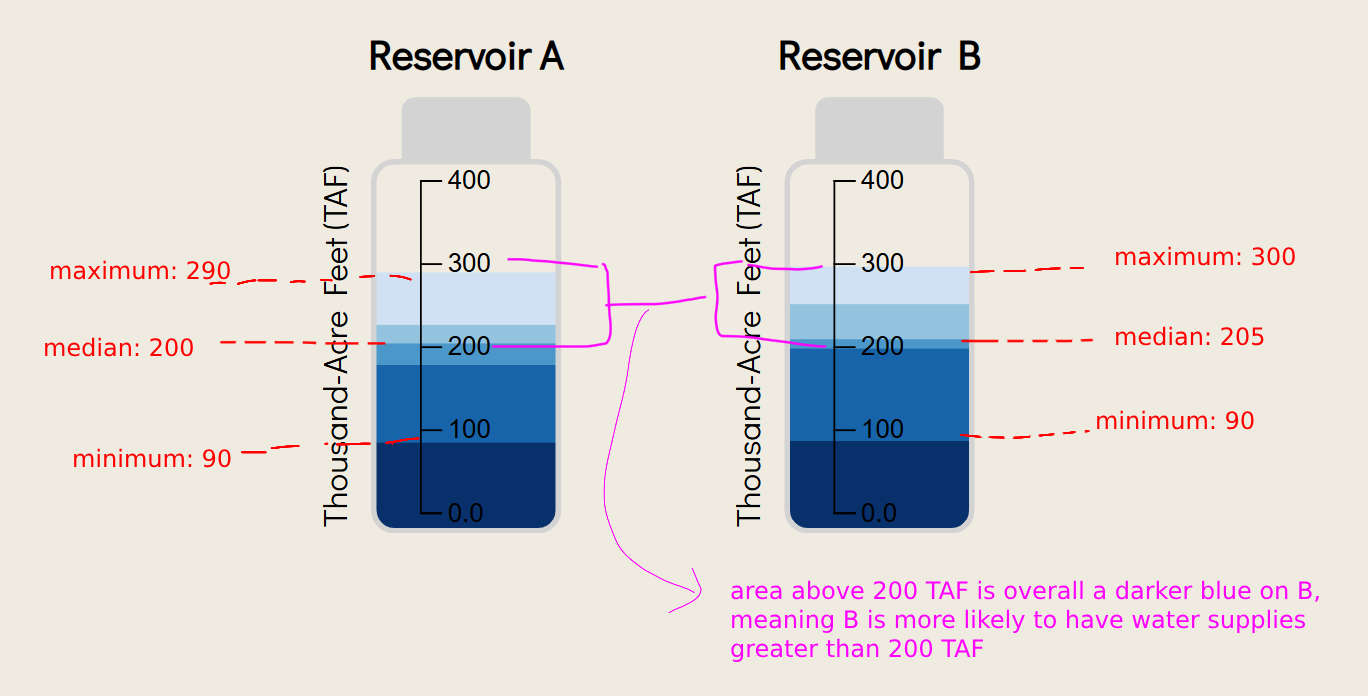 Reservoir A
Reservoir B
Thousand-Acre Feet (TAF)
400
300
200
100
0.0
maximum: 290
median: 200
minimum: 90
Thousand-Acre Feet (TAF)
400
300
200
100
0.0
maximum: 300
median: 205
minimum: 90
area above 200 TAF is overall a darker blue on B,
meaning B is more likely to have water supplies
greater than 200 TAF